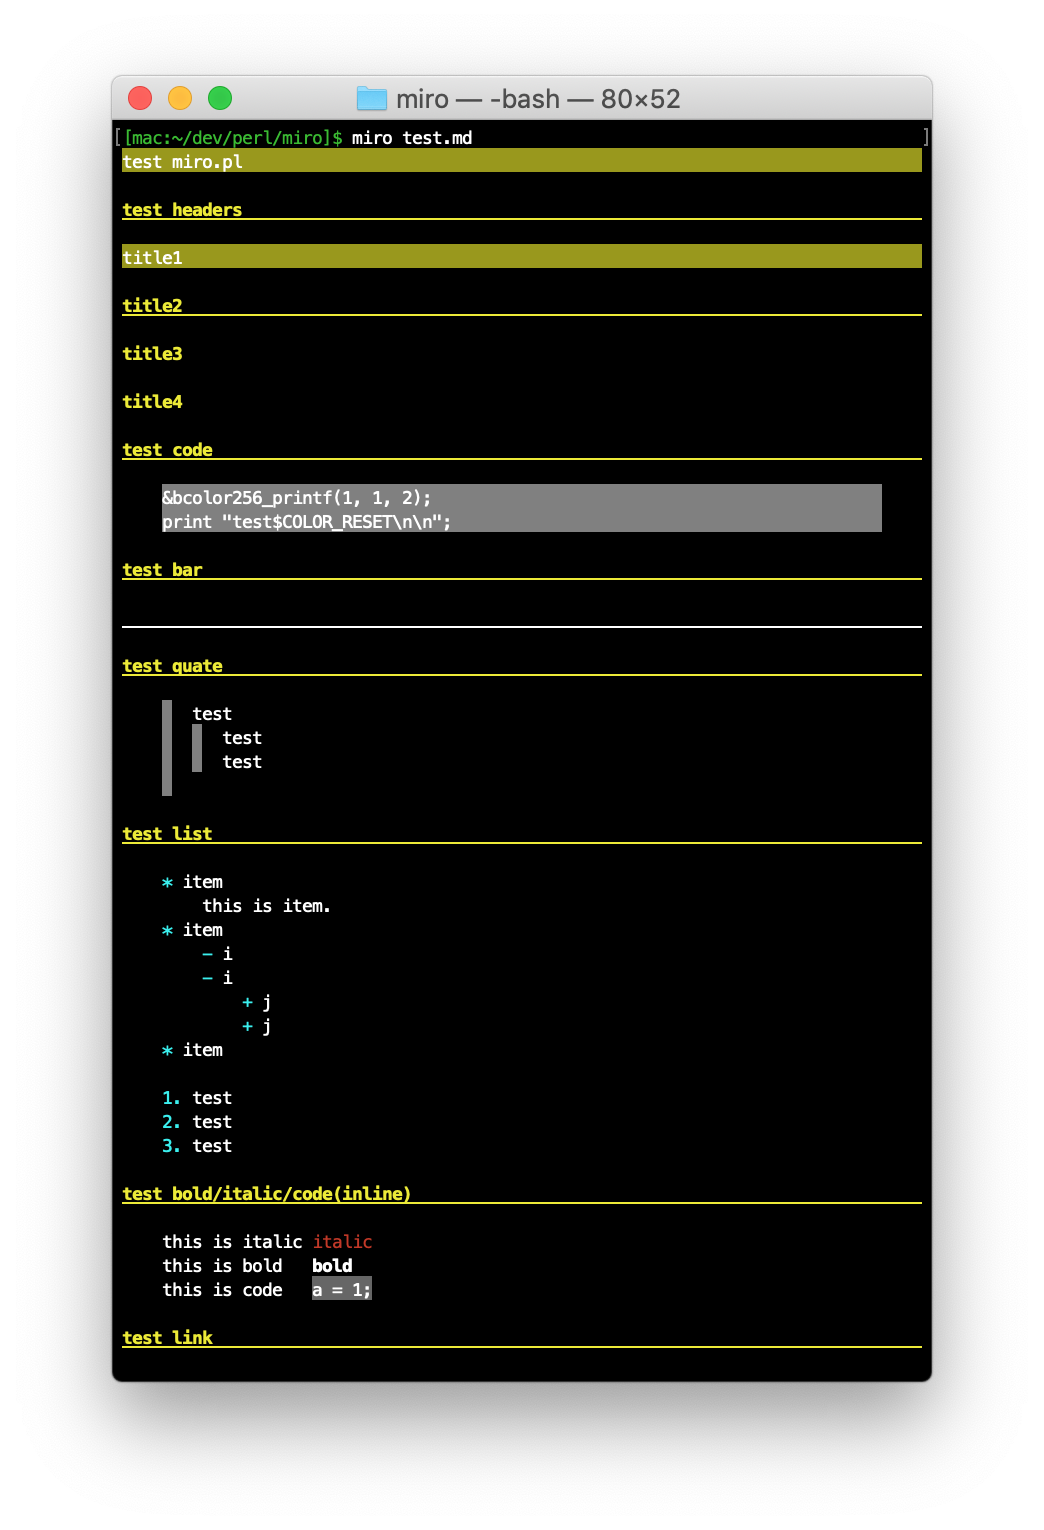 miro — -bash — 80×52
[[mac:~/dev/perl/miro]$ miro test.md ]
test miro.pl
test headers
title1
title2
title3
title4
test code
&bcolor256_printf(1, 1, 2);
print "test$COLOR_RESET\n\n";
test bar
test quate
test
test
test
test list
* item
this is item.
* item
- i
- i
+ j
+ j
* item
1. test
2. test
3. test
test bold/italic/code(inline)
this is italic italic
this is bold bold
this is code a = 1;
test link